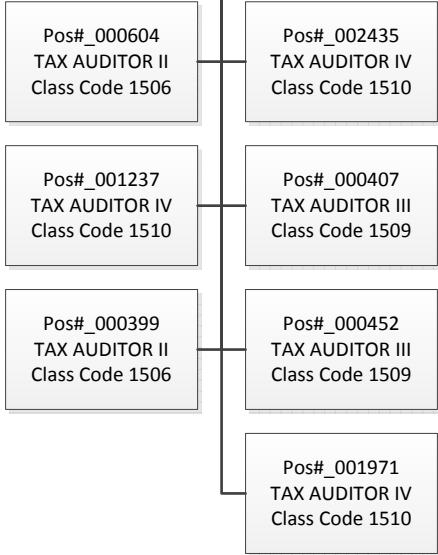 Pos#_000604
TAX AUDITOR II
Class Code 1506
Pos#_002435
TAX AUDITOR IV
Class Code 1510
Pos#_001237
TAX AUDITOR IV
Class Code 1510
Pos#_000407
TAX AUDITOR III
Class Code 1509
Pos#_000399
TAX AUDITOR II
Class Code 1506
Pos#_000452
TAX AUDITOR III
Class Code 1509
Pos#_001971
TAX AUDITOR IV
Class Code 1510